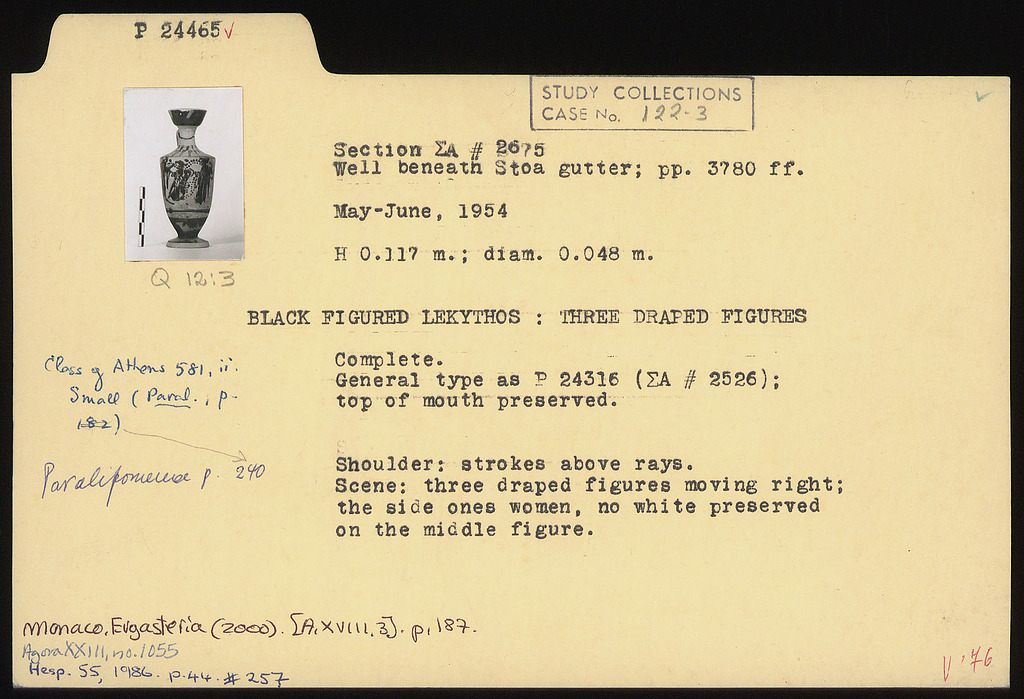 P 24465 ✓
STUDY COLLECTIONS
CASE No. 122-3
Section ΣA # 2675
Well beneath Stoa gutter; pp. 3780 ff.
May-June, 1954
H 0.117 m.; diam. 0.048 m.
Q 12:3
BLACK FIGURED LEKYTHOS : THREE DRAPED FIGURES
Complete.
General type as P 24316 (ΣA # 2526);
top of mouth preserved.
Class of Athens 581, ii.
Small (Paral., p.
182)
Paralipomena p. 240
Shoulder: strokes above rays.
Scene: three draped figures moving right;
the side ones women, no white preserved
on the middle figure.
Monaco, Ergasteria (2000). [A.XVIII,3]. p. 187.
Agora XXIII, no. 1055
Hesp. 55, 1986. p. 44. # 257
V '76